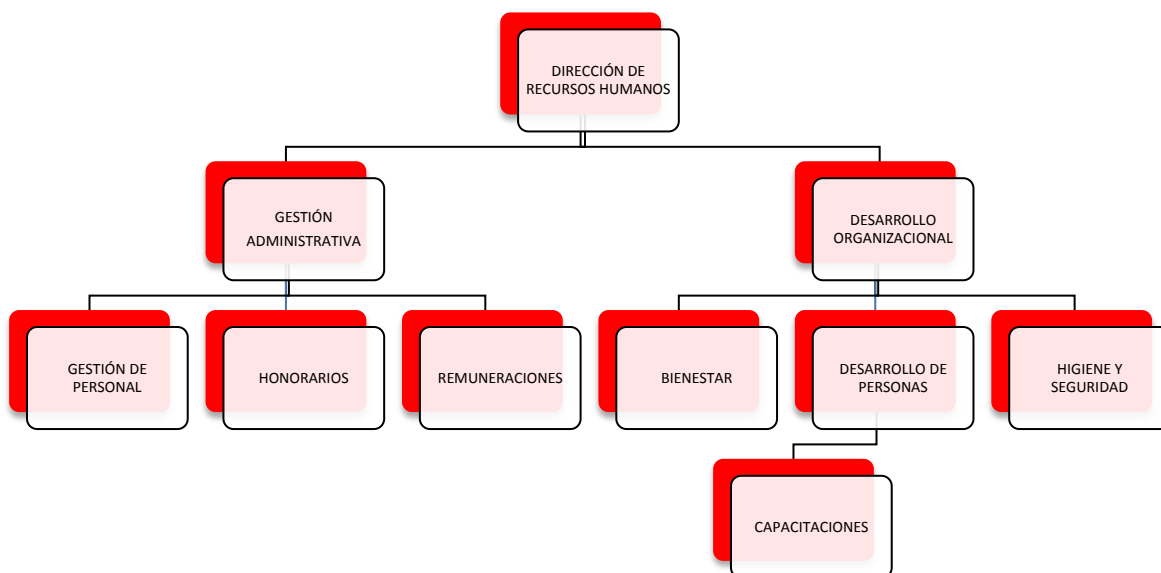 DIRECCIÓN DE
RECURSOS HUMANOS
GESTIÓN
ADMINISTRATIVA
DESARROLLO
ORGANIZACIONAL
GESTIÓN DE
PERSONAL
HONORARIOS
REMUNERACIONES
BIENESTAR
DESARROLLO DE
PERSONAS
HIGIENE Y
SEGURIDAD
CAPACITACIONES